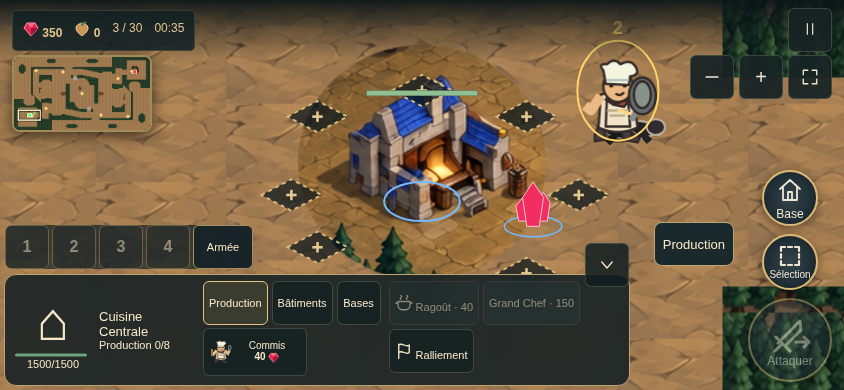 350 0 3 / 30 00:35
2
1 2 3 4 Armée
Production
Base
Sélection
Attaquer
Cuisine
Centrale
Production 0/8
1500/1500
Production Bâtiments Bases Ragoût · 40 Grand Chef · 150
Commis
40
Ralliement